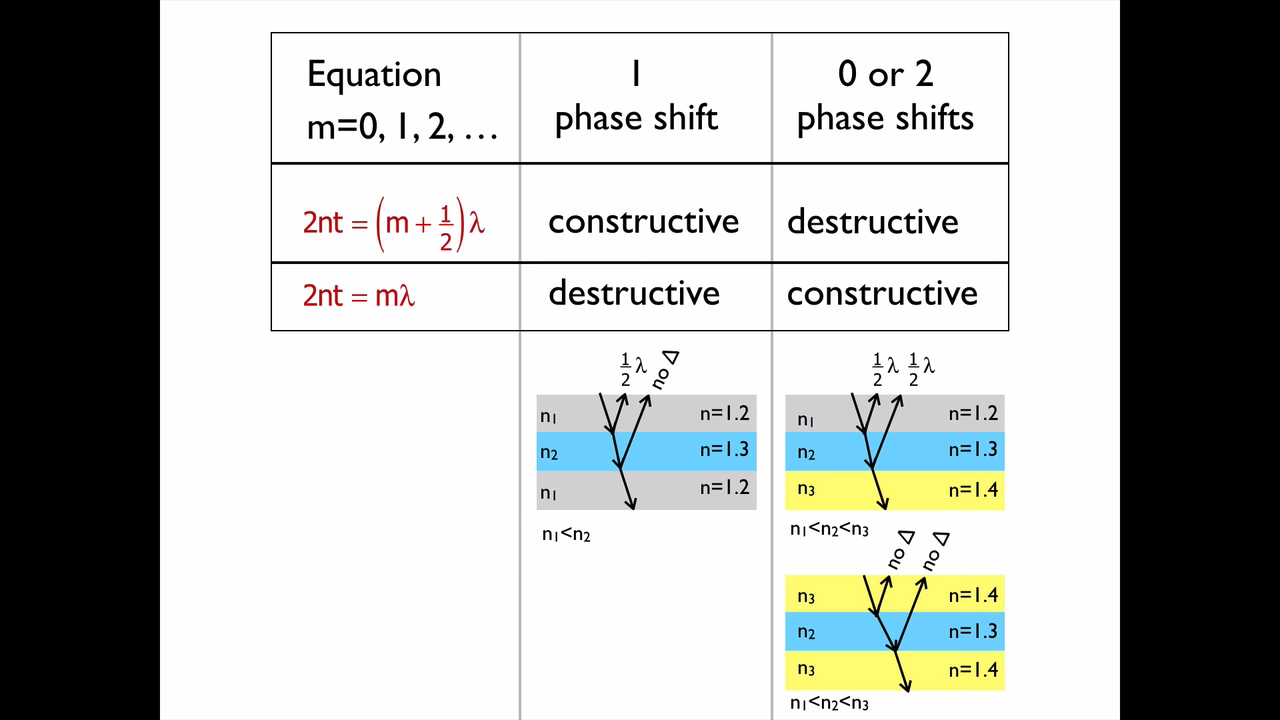 Equation
m=0, 1, 2, …
1
phase shift
0 or 2
phase shifts
2nt = (m + 1/2) λ
constructive
destructive
2nt = mλ
destructive
constructive
1/2 λ no Δ
n₁ n=1.2
n₂ n=1.3
n₁ n=1.2
n₁<n₂
1/2 λ 1/2 λ
n₁ n=1.2
n₂ n=1.3
n₃ n=1.4
n₁<n₂<n₃
no Δ no Δ
n₃ n=1.4
n₂ n=1.3
n₃ n=1.4
n₁<n₂<n₃